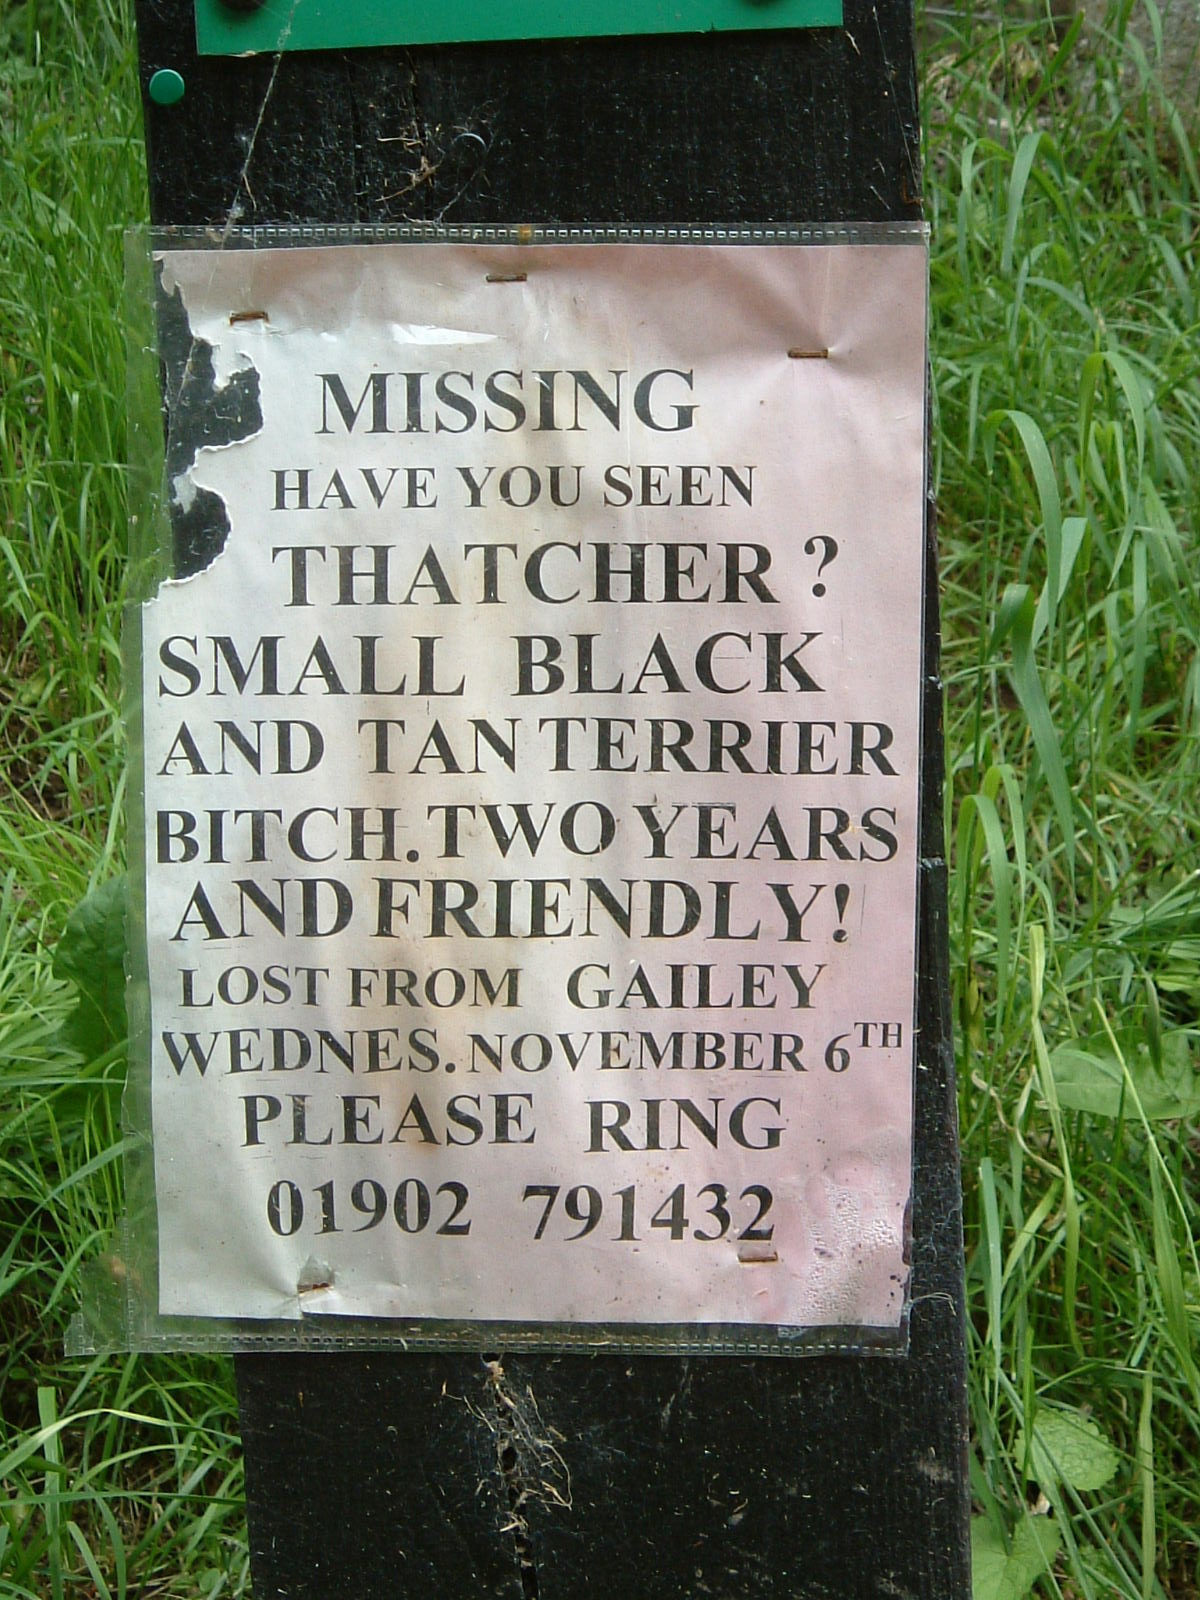 MISSING
HAVE YOU SEEN
THATCHER ?
SMALL BLACK
AND TAN TERRIER
BITCH. TWO YEARS
AND FRIENDLY!
LOST FROM GAILEY
WEDNES. NOVEMBER 6TH
PLEASE RING
01902 791432